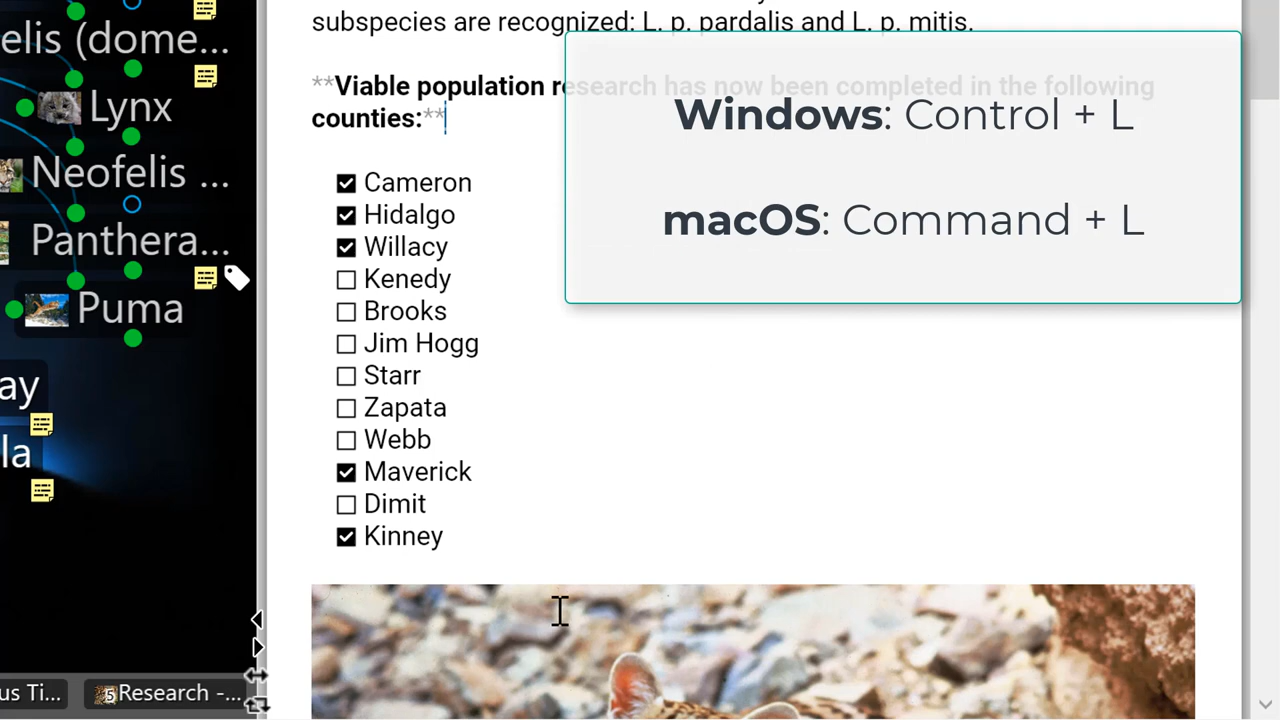 elis (dome...
Lynx
Neofelis ...
Panthera...
Puma
ay
la
us Ti...
5
Research -...
subspecies are recognized: L. p. pardalis and L. p. mitis.
**Viable population research has now been completed in the following
counties:**
Cameron
Hidalgo
Willacy
Kenedy
Brooks
Jim Hogg
Starr
Zapata
Webb
Maverick
Dimit
Kinney
Windows: Control + L
macOS: Command + L